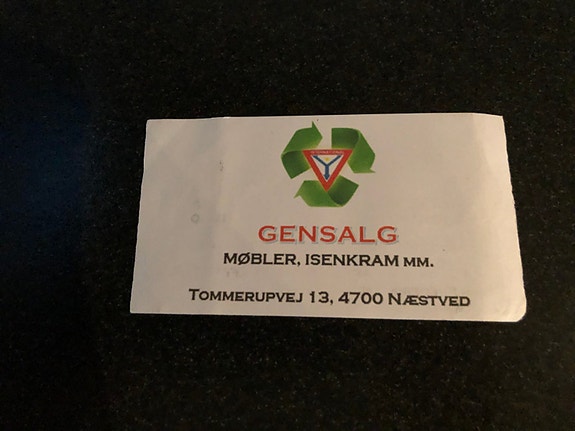 GENSALG
MØBLER, ISENKRAM MM.
TOMMERUPVEJ 13, 4700 NÆSTVED